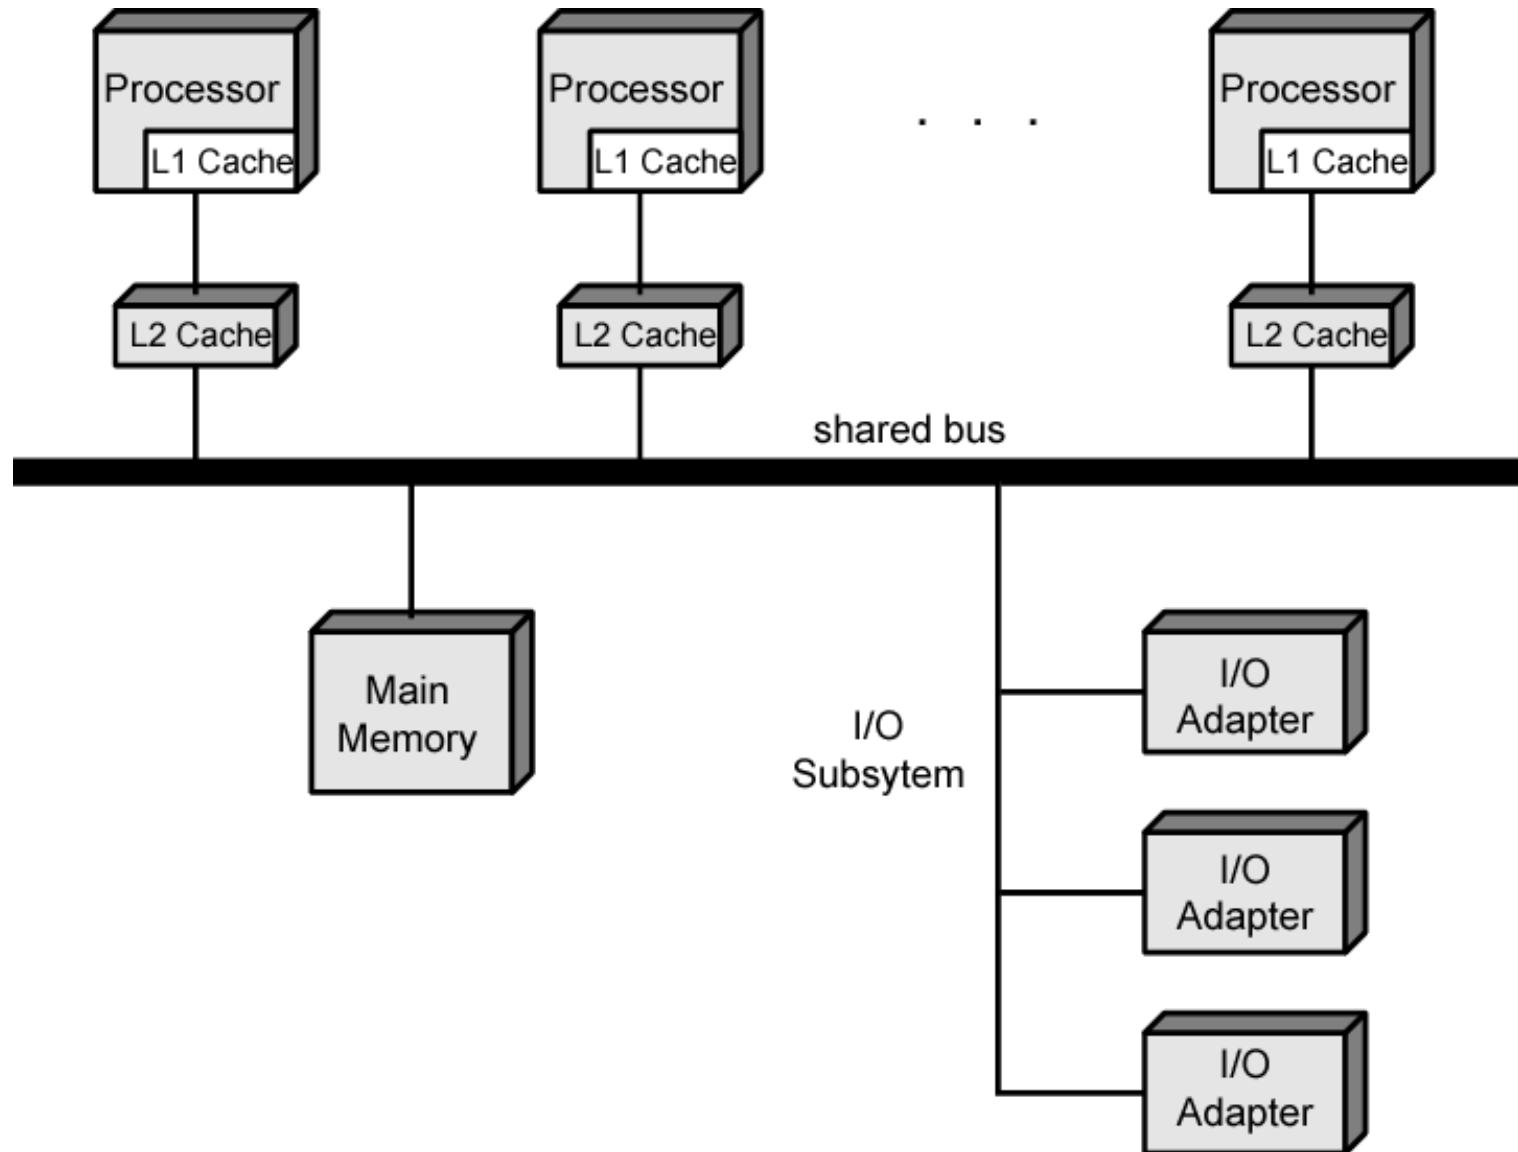 Processor
L1 Cache
L2 Cache
Processor
L1 Cache
L2 Cache
. . .
Processor
L1 Cache
L2 Cache
shared bus
Main
Memory
I/O
Subsytem
I/O
Adapter
I/O
Adapter
I/O
Adapter